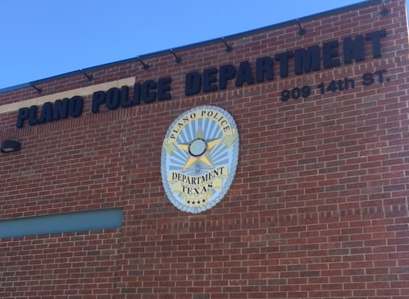 PLANO POLICE DEPARTMENT
909 14th ST.
PLANO POLICE
DEPARTMENT
TEXAS